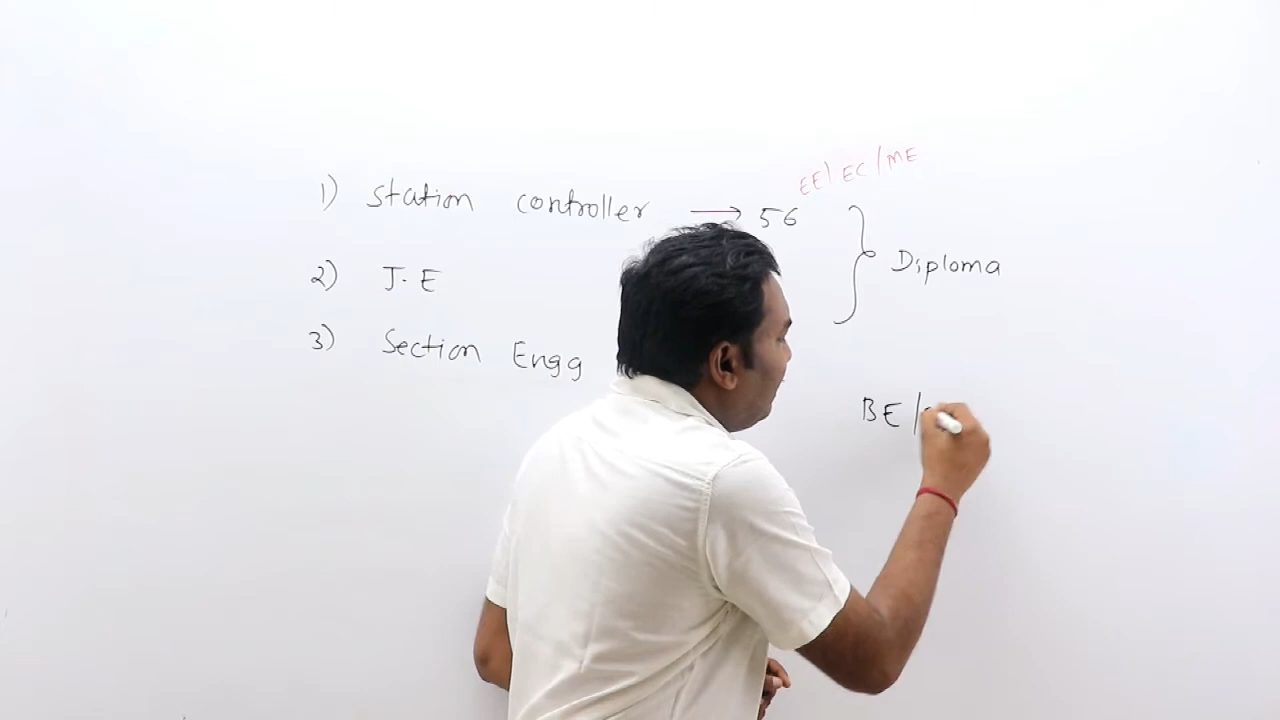 EE/ EC/ME
1) Station controller → 56
2) J.E
Diploma
3) Section Engg
BE/